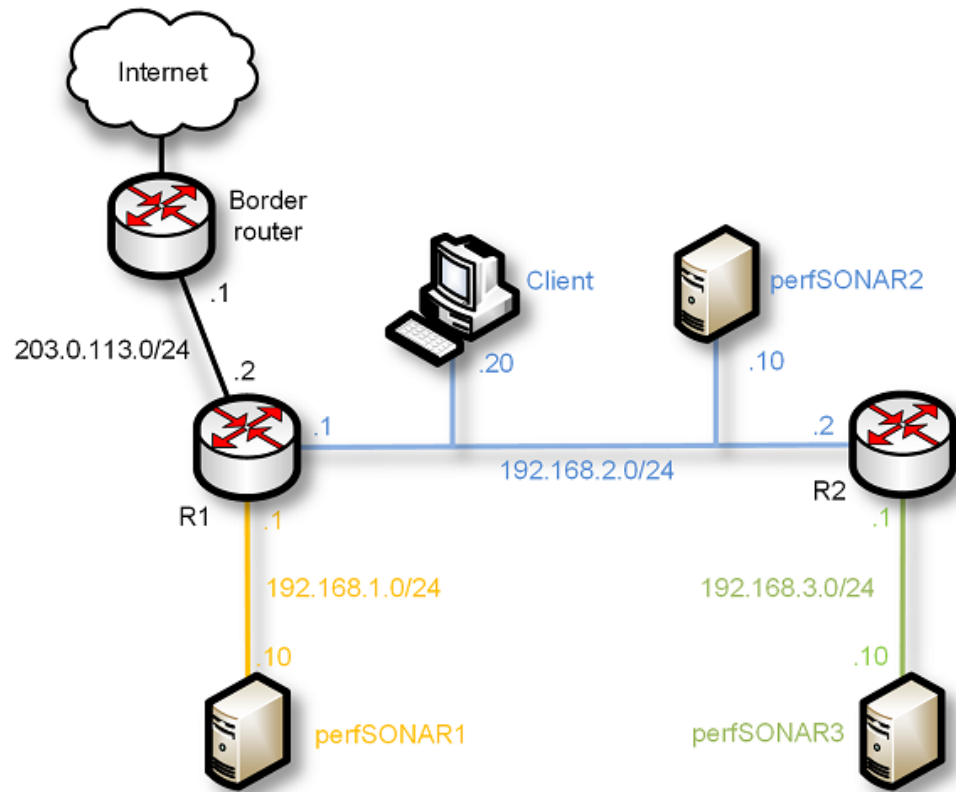 Internet
Border
router
.1
203.0.113.0/24
.2
Client
.20
perfSONAR2
.10
.1
192.168.2.0/24
.2
R1
R2
.1
192.168.1.0/24
.10
perfSONAR1
.1
192.168.3.0/24
.10
perfSONAR3